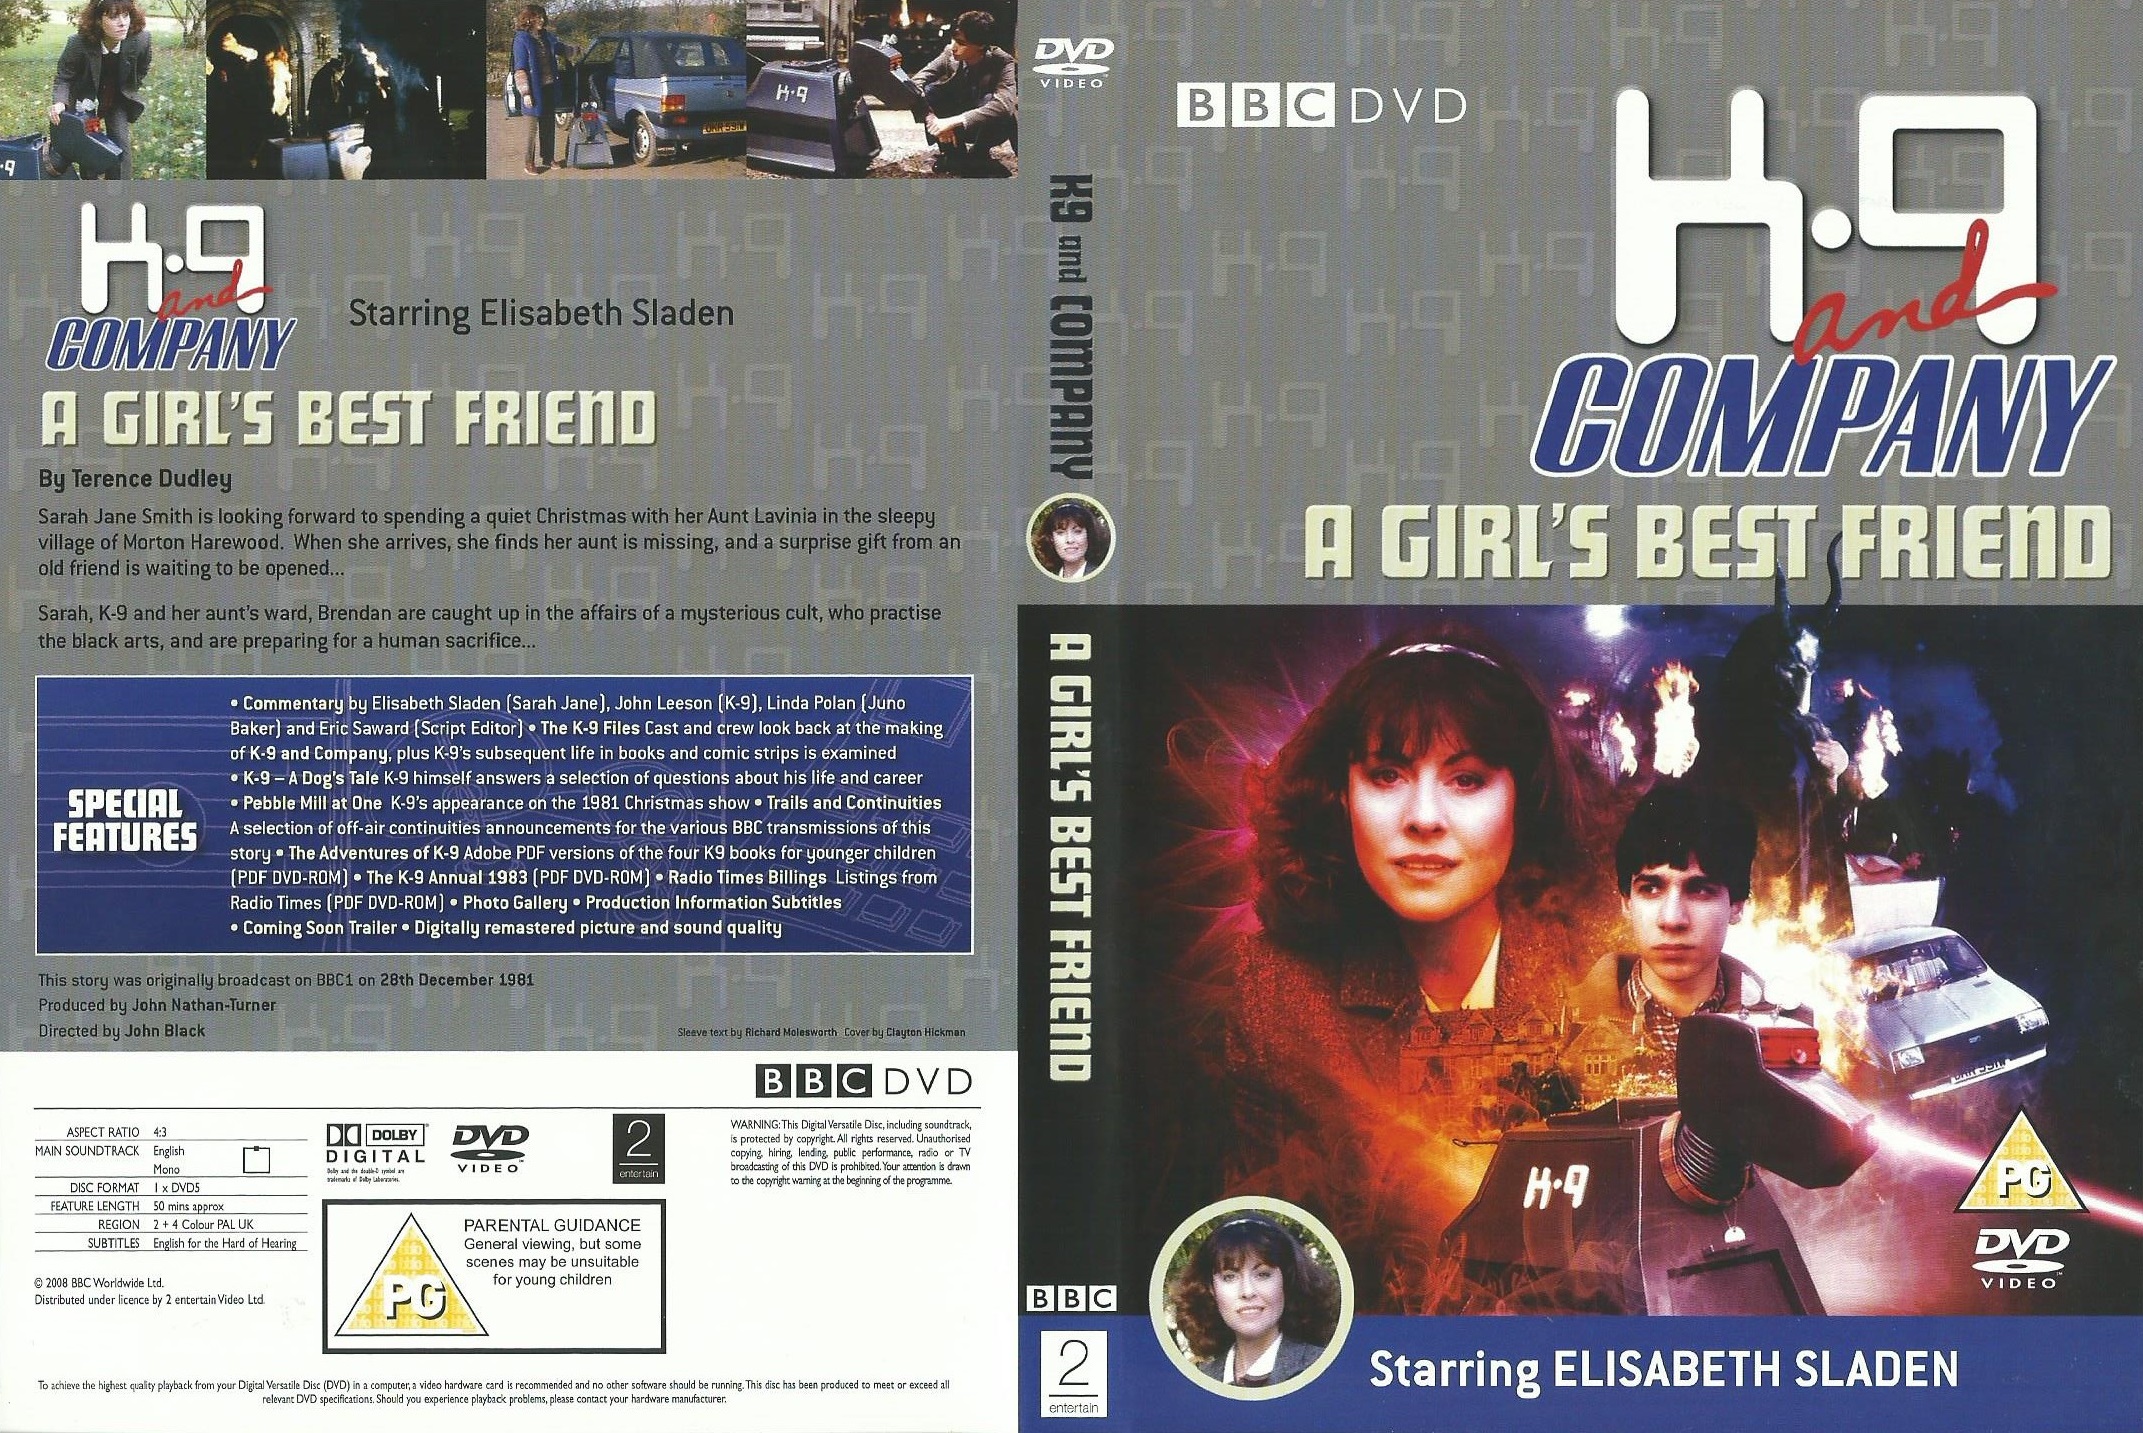 K·9
and
COMPANY
Starring Elisabeth Sladen
A GIRL'S BEST FRIEND
By Terence Dudley
Sarah Jane Smith is looking forward to spending a quiet Christmas with her Aunt Lavinia in the sleepy
village of Morton Harewood. When she arrives, she finds her aunt is missing, and a surprise gift from an
old friend is waiting to be opened...
Sarah, K-9 and her aunt's ward, Brendan are caught up in the affairs of a mysterious cult, who practise
the black arts, and are preparing for a human sacrifice...
SPECIAL
FEATURES
• Commentary by Elisabeth Sladen (Sarah Jane), John Leeson (K-9), Linda Polan (Juno
Baker) and Eric Saward (Script Editor) • The K-9 Files Cast and crew look back at the making
of K-9 and Company, plus K-9's subsequent life in books and comic strips is examined
• K-9 – A Dog's Tale K-9 himself answers a selection of questions about his life and career
• Pebble Mill at One K-9's appearance on the 1981 Christmas show • Trails and Continuities
A selection of off-air continuities announcements for the various BBC transmissions of this
story • The Adventures of K-9 Adobe PDF versions of the four K9 books for younger children
(PDF DVD-ROM) • The K-9 Annual 1983 (PDF DVD-ROM) • Radio Times Billings Listings from
Radio Times (PDF DVD-ROM) • Photo Gallery • Production Information Subtitles
• Coming Soon Trailer • Digitally remastered picture and sound quality
This story was originally broadcast on BBC1 on 28th December 1981
Produced by John Nathan-Turner
Directed by John Black
Sleeve text by Richard Molesworth Cover by Clayton Hickman
BBC DVD
ASPECT RATIO 4:3
MAIN SOUNDTRACK English
Mono
DISC FORMAT 1 x DVD5
FEATURE LENGTH 50 mins approx
REGION 2 + 4 Colour PAL UK
SUBTITLES English for the Hard of Hearing
© 2008 BBC Worldwide Ltd.
Distributed under licence by 2 entertain Video Ltd.
DOLBY
DIGITAL
Dolby and the double-D symbol are
trademarks of Dolby Laboratories.
DVD
VIDEO
2
entertain
WARNING: This Digital Versatile Disc, including soundtrack,
is protected by copyright. All rights reserved. Unauthorised
copying, hiring, lending, public performance, radio or TV
broadcasting of this DVD is prohibited. Your attention is drawn
to the copyright warning at the beginning of the programme.
PG
PARENTAL GUIDANCE
General viewing, but some
scenes may be unsuitable
for young children
To achieve the highest quality playback from your Digital Versatile Disc (DVD) in a computer, a video hardware card is recommended and no other software should be running. This disc has been produced to meet or exceed all
relevant DVD specifications. Should you experience playback problems, please contact your hardware manufacturer.
DVD
VIDEO
K9 and COMPANY
A GIRL'S BEST FRIEND
BBC
2
entertain
BBC DVD
K·9
and
COMPANY
A GIRL'S BEST FRIEND
K·9
PG
DVD
VIDEO
Starring ELISABETH SLADEN